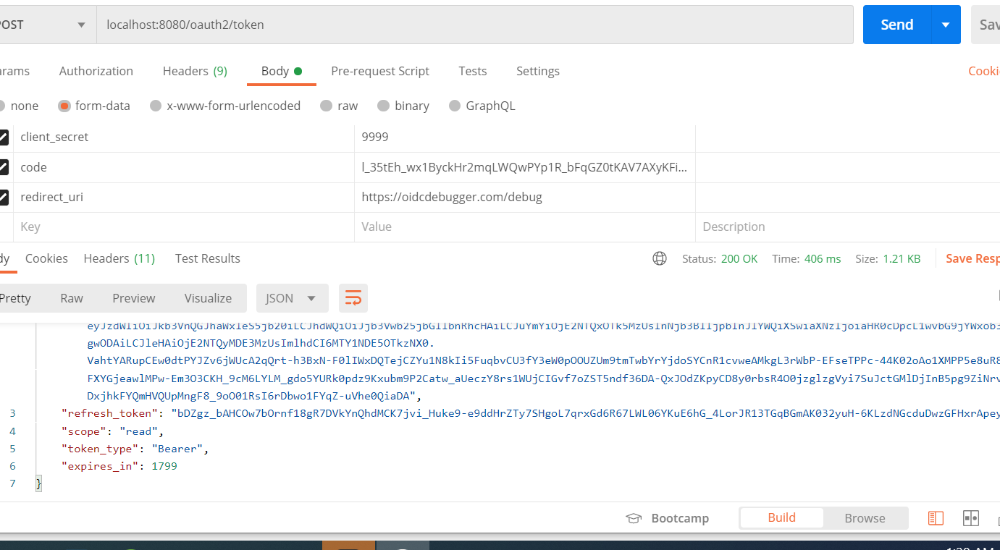 POST
localhost:8080/oauth2/token
Send
Sav
arams
Authorization
Headers (9)
Body
Pre-request Script
Tests
Settings
Cooki
none
form-data
x-www-form-urlencoded
raw
binary
GraphQL
client_secret
9999
code
l_35tEh_wx1ByckHr2mqLWQwPYp1R_bFqGZ0tKAV7AXyKFi...
redirect_uri
https://oidcdebugger.com/debug
Key
Value
Description
dy
Cookies
Headers (11)
Test Results
Status: 200 OK
Time: 406 ms
Size: 1.21 KB
Save Resp
Pretty
Raw
Preview
Visualize
JSON
VahtYARupCEw0dtPYJZv6jWUcA2qQrt-h3BxN-F0lIWxDQTejCZYu1N8kIi5FuqbvCU3fY3eW0pOOUZUm9tmTwbYrYjdoSYCnR1cvweAMkgL3rWbP-EFseTPPc-44K02oAo1XMPP5e8uR8
FXYGjeawlMPw-Em3O3CKH_9cM6LYLM_gdo5YURk0pdz9Kxubm9P2Catw_aUeczY8rs1WUjCIGvf7oZST5ndf36DA-QxJOdZKpyCD8y0rbsR4O0jzglzgVyi7SuJctGMlDjInB5pg9ZiNrv
DxjhkFYQmHVQUpMngF8_9oO01RsI6rDbwo1FYqZ-uVhe0QiaDA",
3 "refresh_token": "bDZgz_bAHCOw7bOrnf18gR7DVkYnQhdMCK7jvi_Huke9-e9ddHrZTy7SHgoL7qrxGd6R67LWL06YKuE6hG_4LorJR13TGqBGmAK032yuH-6KLzdNGcduDwzGFHxrApey
4 "scope": "read",
5 "token_type": "Bearer",
6 "expires_in": 1799
7 }
Bootcamp
Build
Browse